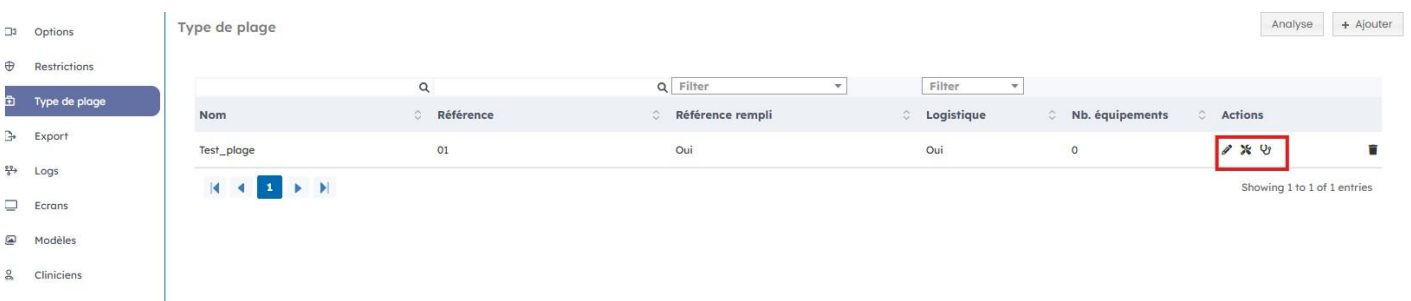 Options
Restrictions
Type de plage
Export
Logs
Ecrans
Modèles
Cliniciens
Type de plage
Analyse + Ajouter
Filter Filter
Nom Référence Référence rempli Logistique Nb. équipements Actions
Test_plage 01 Oui Oui 0
1
Showing 1 to 1 of 1 entries